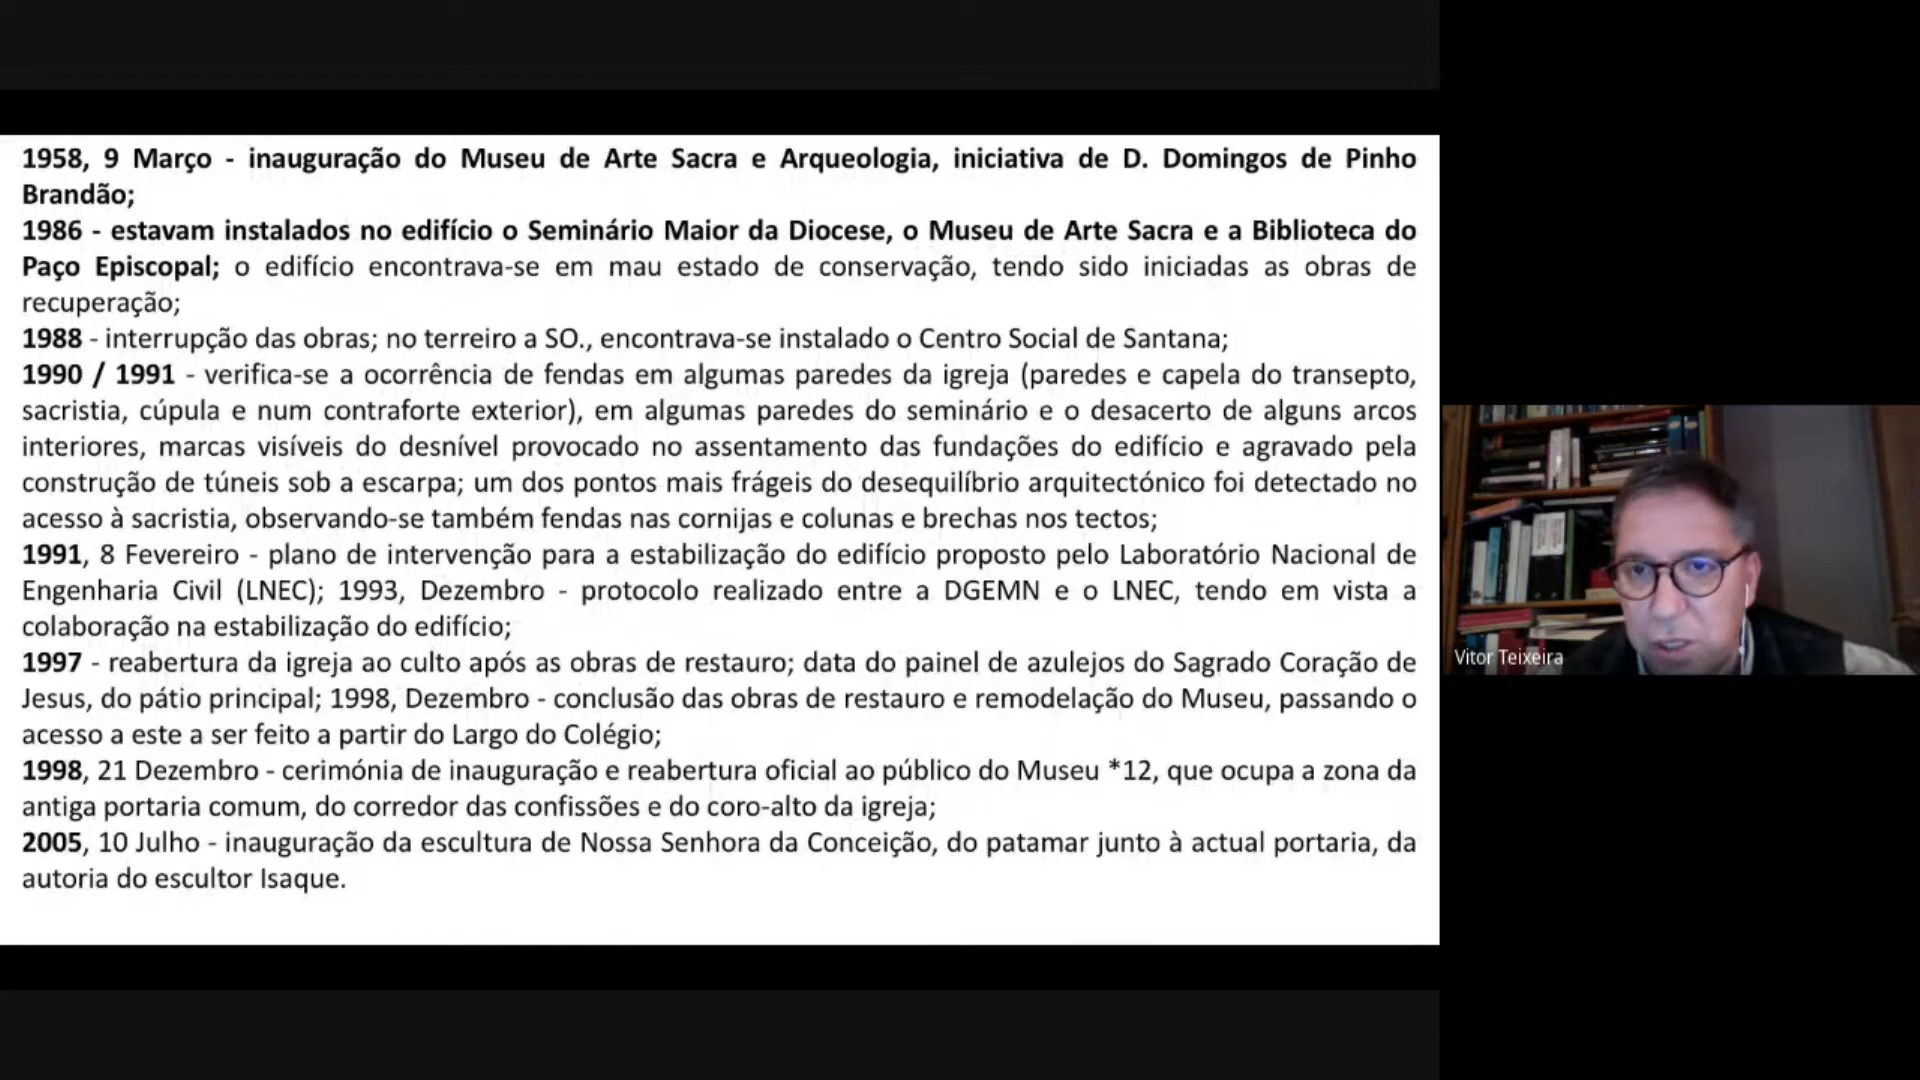 1958, 9 Março - inauguração do Museu de Arte Sacra e Arqueologia, iniciativa de D. Domingos de Pinho
Brandão;
1986 - estavam instalados no edifício o Seminário Maior da Diocese, o Museu de Arte Sacra e a Biblioteca do
Paço Episcopal; o edifício encontrava-se em mau estado de conservação, tendo sido iniciadas as obras de
recuperação;
1988 - interrupção das obras; no terreiro a SO., encontrava-se instalado o Centro Social de Santana;
1990 / 1991 - verifica-se a ocorrência de fendas em algumas paredes da igreja (paredes e capela do transepto,
sacristia, cúpula e num contraforte exterior), em algumas paredes do seminário e o desacerto de alguns arcos
interiores, marcas visíveis do desnível provocado no assentamento das fundações do edifício e agravado pela
construção de túneis sob a escarpa; um dos pontos mais frágeis do desequilíbrio arquitectónico foi detectado no
acesso à sacristia, observando-se também fendas nas cornijas e colunas e brechas nos tectos;
1991, 8 Fevereiro - plano de intervenção para a estabilização do edifício proposto pelo Laboratório Nacional de
Engenharia Civil (LNEC); 1993, Dezembro - protocolo realizado entre a DGEMN e o LNEC, tendo em vista a
colaboração na estabilização do edifício;
1997 - reabertura da igreja ao culto após as obras de restauro; data do painel de azulejos do Sagrado Coração de
Jesus, do pátio principal; 1998, Dezembro - conclusão das obras de restauro e remodelação do Museu, passando o
acesso a este a ser feito a partir do Largo do Colégio;
1998, 21 Dezembro - cerimónia de inauguração e reabertura oficial ao público do Museu *12, que ocupa a zona da
antiga portaria comum, do corredor das confissões e do coro-alto da igreja;
2005, 10 Julho - inauguração da escultura de Nossa Senhora da Conceição, do patamar junto à actual portaria, da
autoria do escultor Isaque.
Vitor Teixeira